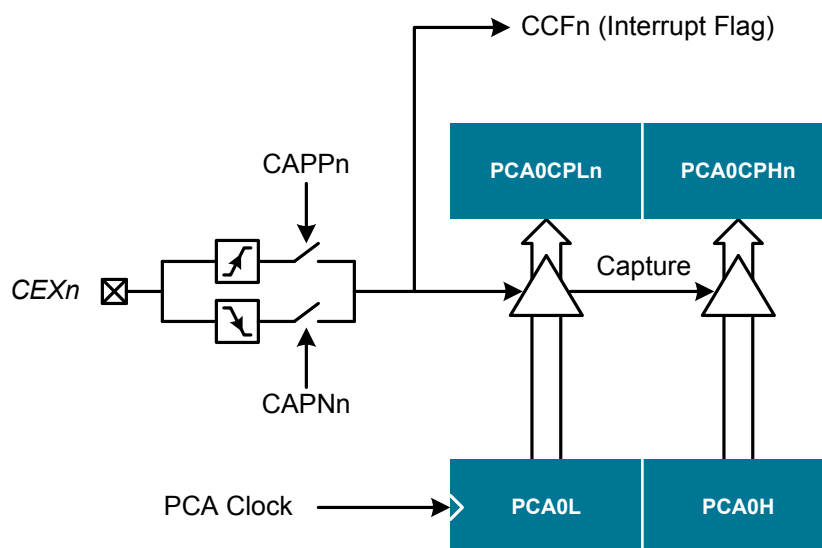 CCFn (Interrupt Flag)
CAPPn
PCA0CPLn
PCA0CPHn
CEXn
Capture
CAPNn
PCA Clock
PCA0L
PCA0H